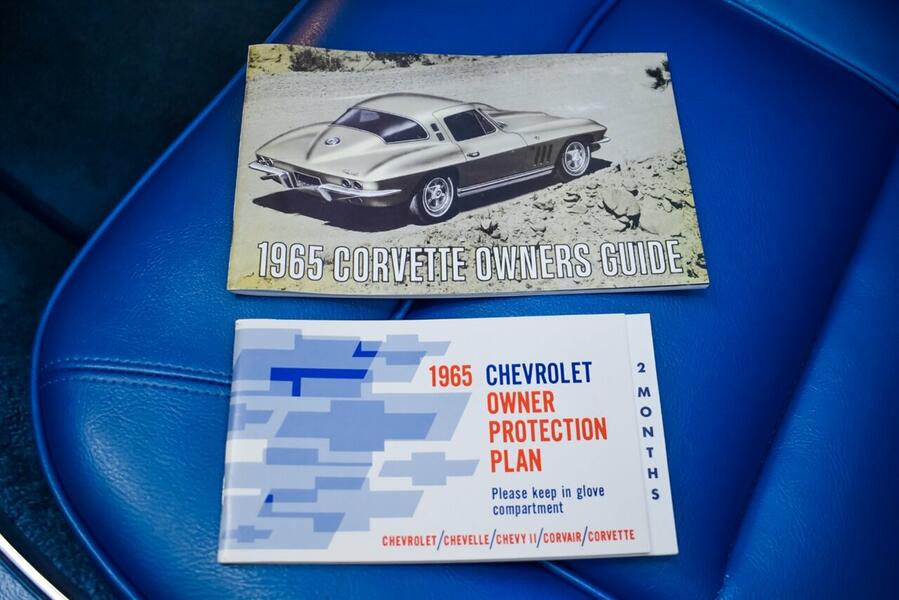 1965 CORVETTE OWNERS GUIDE
1965 CHEVROLET
OWNER
PROTECTION
PLAN
Please keep in glove
compartment
CHEVROLET/CHEVELLE/CHEVY II/CORVAIR/CORVETTE
2 MONTHS